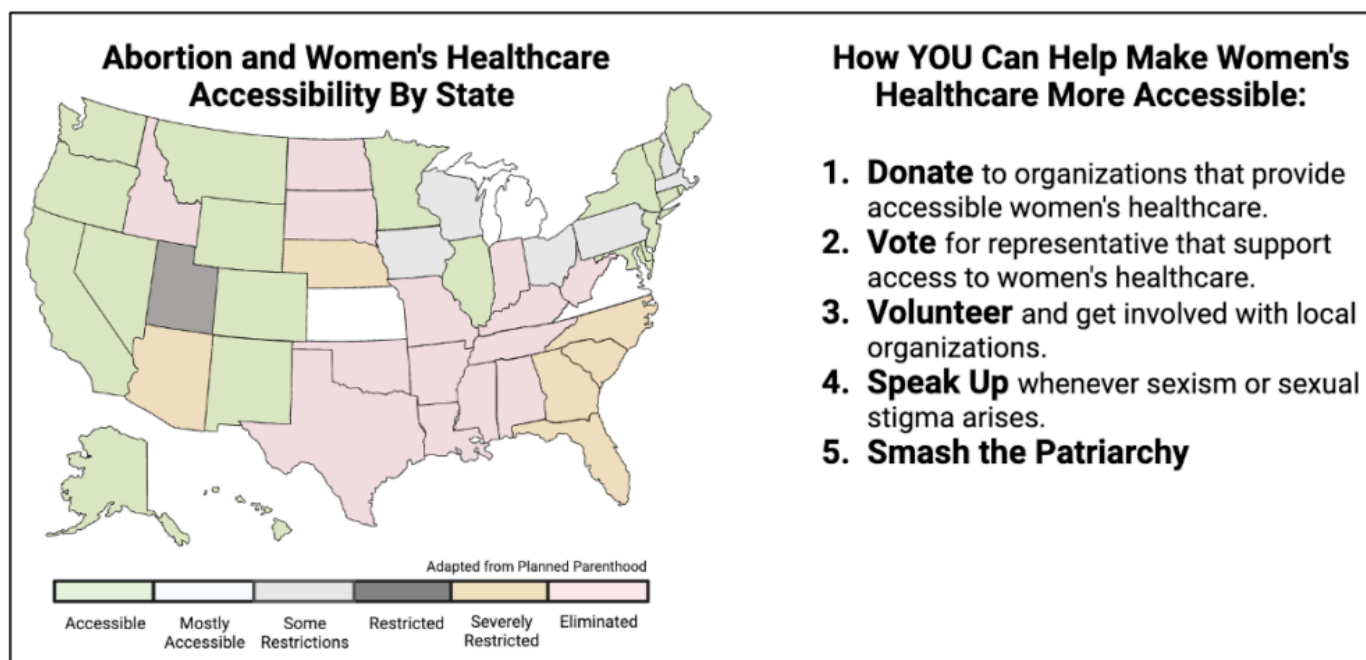 Abortion and Women's Healthcare
Accessibility By State
Adapted from Planned Parenthood
Accessible
Mostly
Accessible
Some
Restrictions
Restricted
Severely
Restricted
Eliminated
How YOU Can Help Make Women's
Healthcare More Accessible:
1. Donate to organizations that provide
accessible women's healthcare.
2. Vote for representative that support
access to women's healthcare.
3. Volunteer and get involved with local
organizations.
4. Speak Up whenever sexism or sexual
stigma arises.
5. Smash the Patriarchy